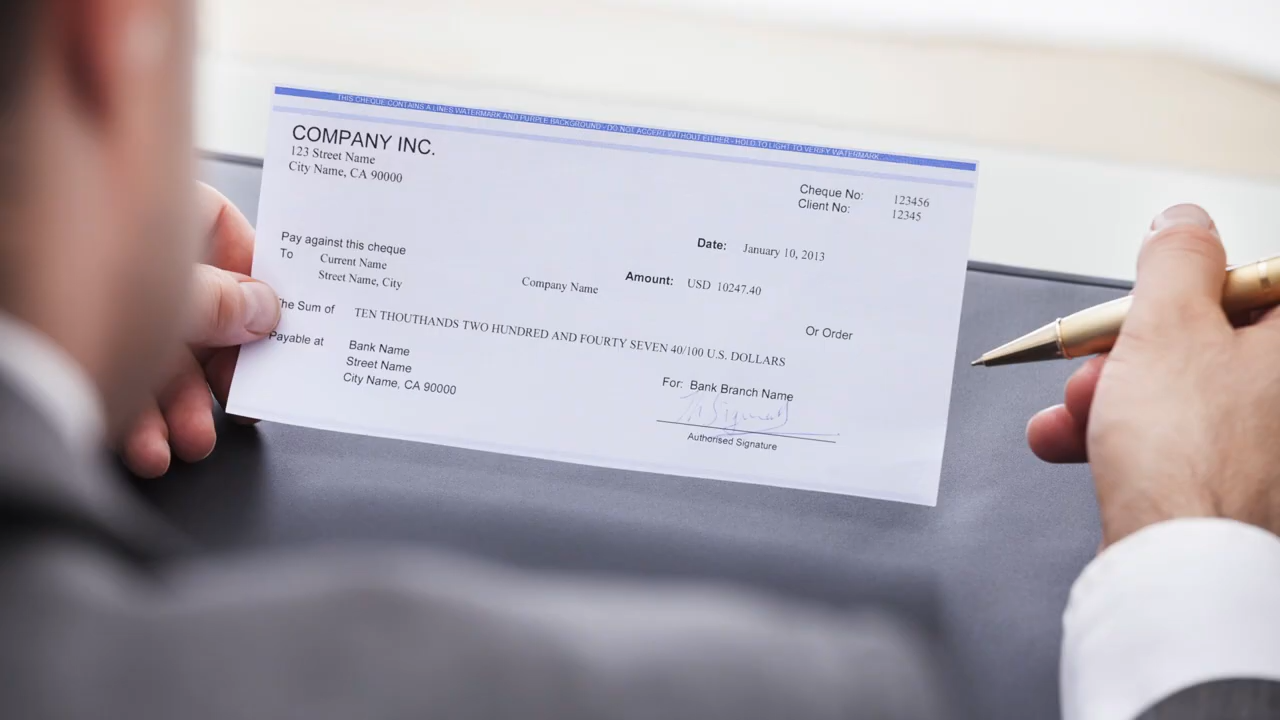 THIS CHEQUE CONTAINS A LINES WATERMARK AND PURPLE BACKGROUND - DO NOT ACCEPT WITHOUT EITHER - HOLD TO LIGHT TO VERIFY WATERMARK
COMPANY INC.
123 Street Name
City Name, CA 90000
Cheque No: 123456
Client No: 12345
Date: January 10, 2013
Pay against this cheque
To Current Name
Street Name, City
Company Name
Amount: USD 10247.40
The Sum of TEN THOUTHANDS TWO HUNDRED AND FOURTY SEVEN 40/100 U.S. DOLLARS
Or Order
Payable at Bank Name
Street Name
City Name, CA 90000
For: Bank Branch Name
Authorised Signature